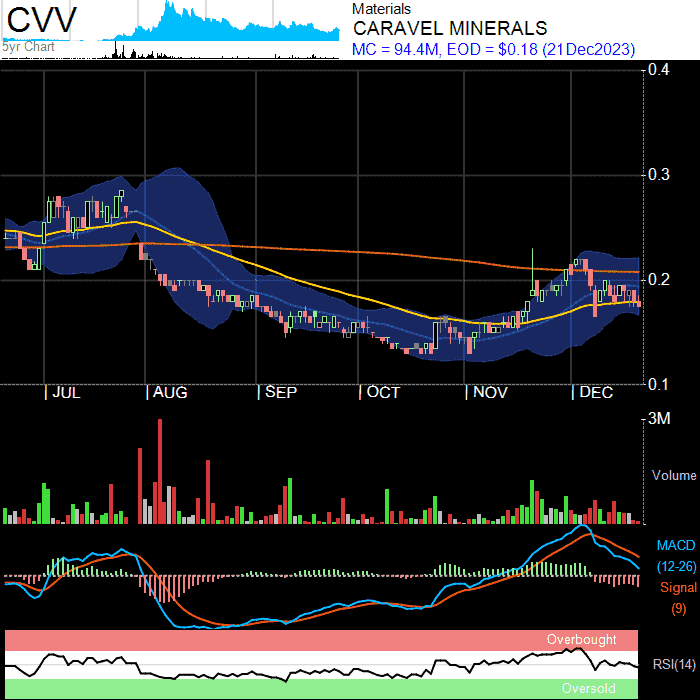 CVV
5yr Chart
Materials
CARAVEL MINERALS
MC = 94.4M, EOD = $0.18 (21Dec2023)
0.4
0.3
0.2
0.1
JUL AUG SEP OCT NOV DEC
3M
Volume
MACD
(12-26)
Signal
(9)
Overbought
RSI(14)
Oversold